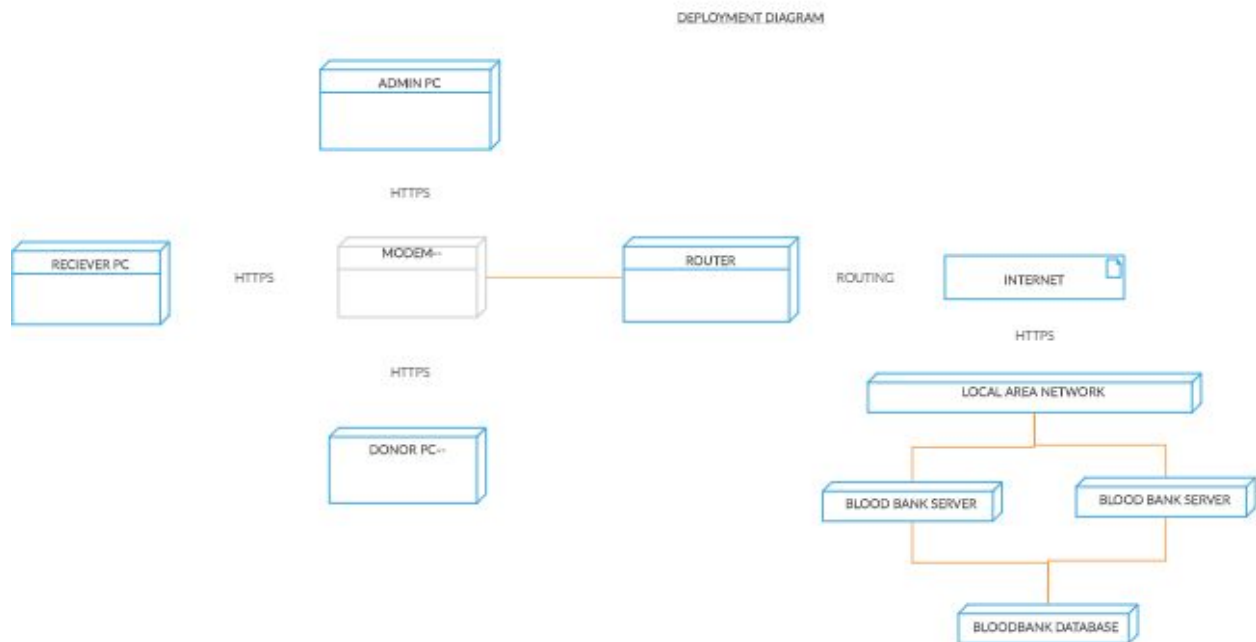 DEPLOYMENT DIAGRAM
ADMIN PC
HTTPS
RECIEVER PC
HTTPS
MODEM--
ROUTER
ROUTING
INTERNET
HTTPS
HTTPS
LOCAL AREA NETWORK
DONOR PC--
BLOOD BANK SERVER
BLOOD BANK SERVER
BLOODBANK DATABASE